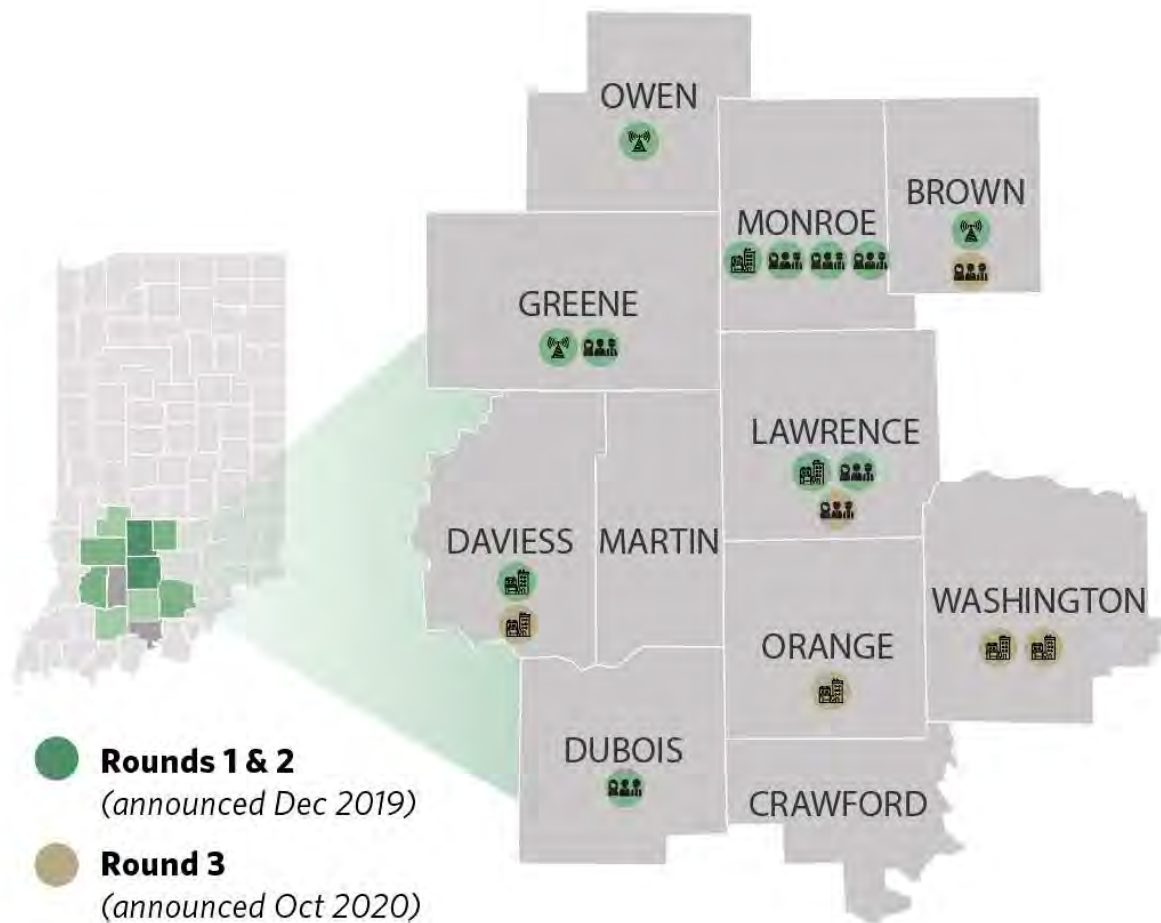 OWEN
BROWN
MONROE
GREENE
LAWRENCE
DAVIESS
MARTIN
WASHINGTON
ORANGE
DUBOIS
CRAWFORD
Rounds 1 & 2
(announced Dec 2019)
Round 3
(announced Oct 2020)